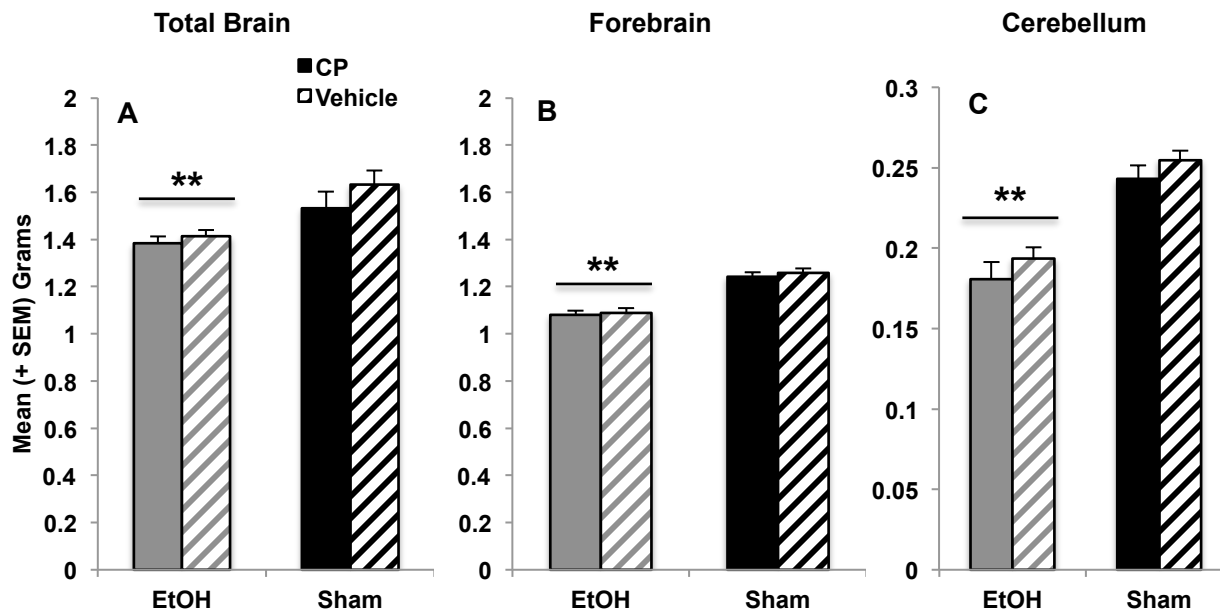 Total Brain
Forebrain
Cerebellum
CP
Vehicle
A
**
Mean (+ SEM) Grams
2
1.8
1.6
1.4
1.2
1
0.8
0.6
0.4
0.2
0
EtOH
Sham
B
**
2
1.8
1.6
1.4
1.2
1
0.8
0.6
0.4
0.2
0
EtOH
Sham
C
**
0.3
0.25
0.2
0.15
0.1
0.05
0
EtOH
Sham